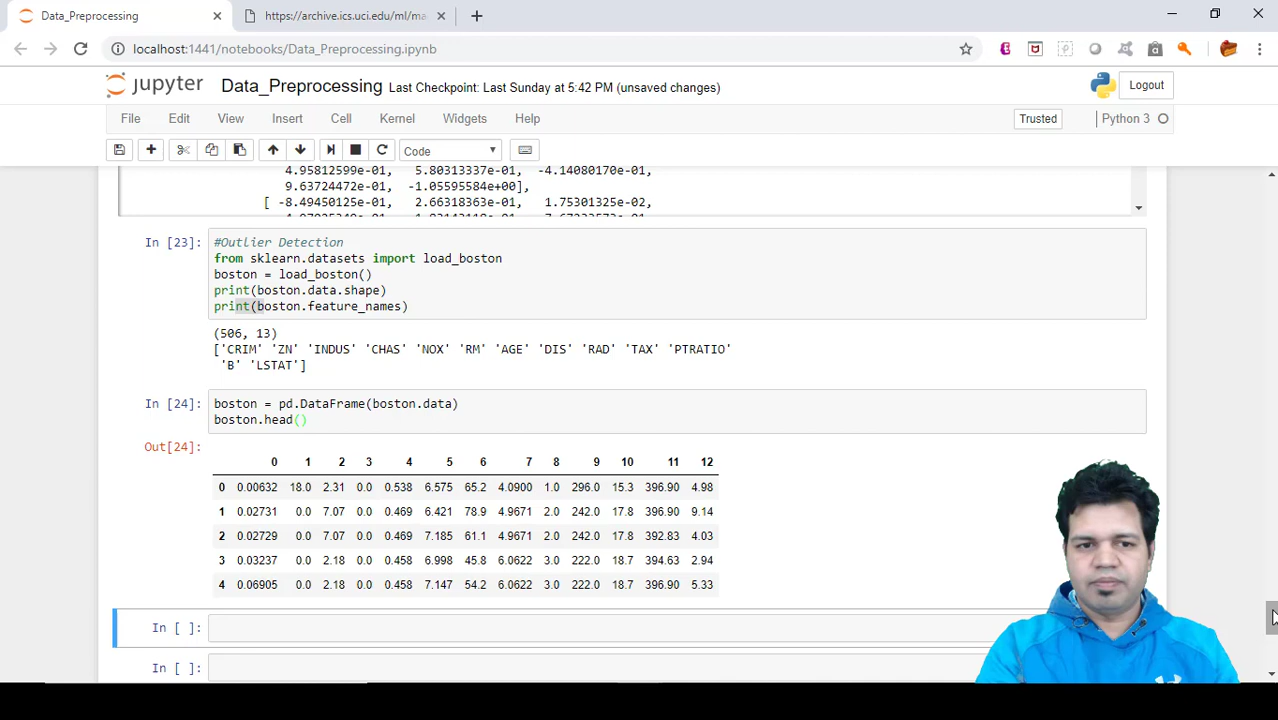 Data_Preprocessing
https://archive.ics.uci.edu/ml/ma
localhost:1441/notebooks/Data_Preprocessing.ipynb
jupyter Data_Preprocessing Last Checkpoint: Last Sunday at 5:42 PM (unsaved changes) Logout
File Edit View Insert Cell Kernel Widgets Help Trusted Python 3
Code
4.95812599e-01, 5.80313337e-01, -4.14080170e-01,
9.63724472e-01, -1.05595584e+00],
[ -8.49450125e-01, 2.66318363e-01, 1.75301325e-02,
In [23]: #Outlier Detection
from sklearn.datasets import load_boston
boston = load_boston()
print(boston.data.shape)
print(boston.feature_names)
(506, 13)
['CRIM' 'ZN' 'INDUS' 'CHAS' 'NOX' 'RM' 'AGE' 'DIS' 'RAD' 'TAX' 'PTRATIO'
'B' 'LSTAT']
In [24]: boston = pd.DataFrame(boston.data)
boston.head()
Out[24]:
0 1 2 3 4 5 6 7 8 9 10 11 12
0 0.00632 18.0 2.31 0.0 0.538 6.575 65.2 4.0900 1.0 296.0 15.3 396.90 4.98
1 0.02731 0.0 7.07 0.0 0.469 6.421 78.9 4.9671 2.0 242.0 17.8 396.90 9.14
2 0.02729 0.0 7.07 0.0 0.469 7.185 61.1 4.9671 2.0 242.0 17.8 392.83 4.03
3 0.03237 0.0 2.18 0.0 0.458 6.998 45.8 6.0622 3.0 222.0 18.7 394.63 2.94
4 0.06905 0.0 2.18 0.0 0.458 7.147 54.2 6.0622 3.0 222.0 18.7 396.90 5.33
In [ ]:
In [ ]: